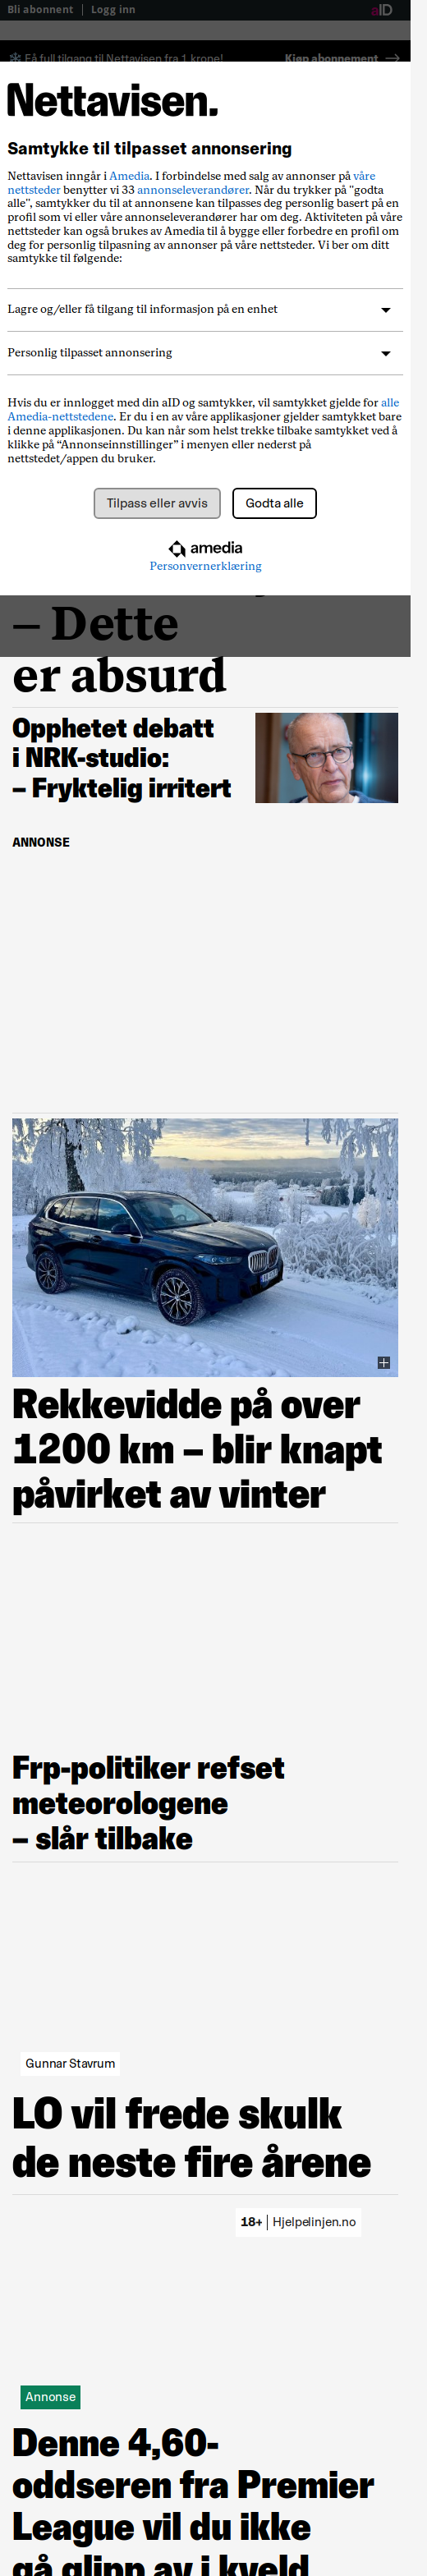 Bli abonnent | Logg inn
aID
Få full tilgang til Nettavisen fra 1 krone!
Kjøp abonnement
Nettavisen.
Samtykke til tilpasset annonsering
Nettavisen inngår i Amedia. I forbindelse med salg av annonser på våre
nettsteder benytter vi 33 annonseleverandører. Når du trykker på "godta
alle", samtykker du til at annonsene kan tilpasses deg personlig basert på en
profil som vi eller våre annonseleverandører har om deg. Aktiviteten på våre
nettsteder kan også brukes av Amedia til å bygge eller forbedre en profil om
deg for personlig tilpasning av annonser på våre nettsteder. Vi ber om ditt
samtykke til følgende:
Lagre og/eller få tilgang til informasjon på en enhet
Personlig tilpasset annonsering
Hvis du er innlogget med din aID og samtykker, vil samtykket gjelde for alle
Amedia-nettstedene. Er du i en av våre applikasjoner gjelder samtykket bare
i denne applikasjonen. Du kan når som helst trekke tilbake samtykket ved å
klikke på “Annonseinnstillinger” i menyen eller nederst på
nettstedet/appen du bruker.
Tilpass eller avvis
Godta alle
amedia
Personvernerklæring
– Dette
er absurd
Opphetet debatt
i NRK-studio:
– Fryktelig irritert
ANNONSE
Rekkevidde på over
1200 km – blir knapt
påvirket av vinter
Frp-politiker refset
meteorologene
– slår tilbake
Gunnar Stavrum
LO vil frede skulk
de neste fire årene
18+ | Hjelpelinjen.no
Annonse
Denne 4,60-
oddseren fra Premier
League vil du ikke
gå glipp av i kveld